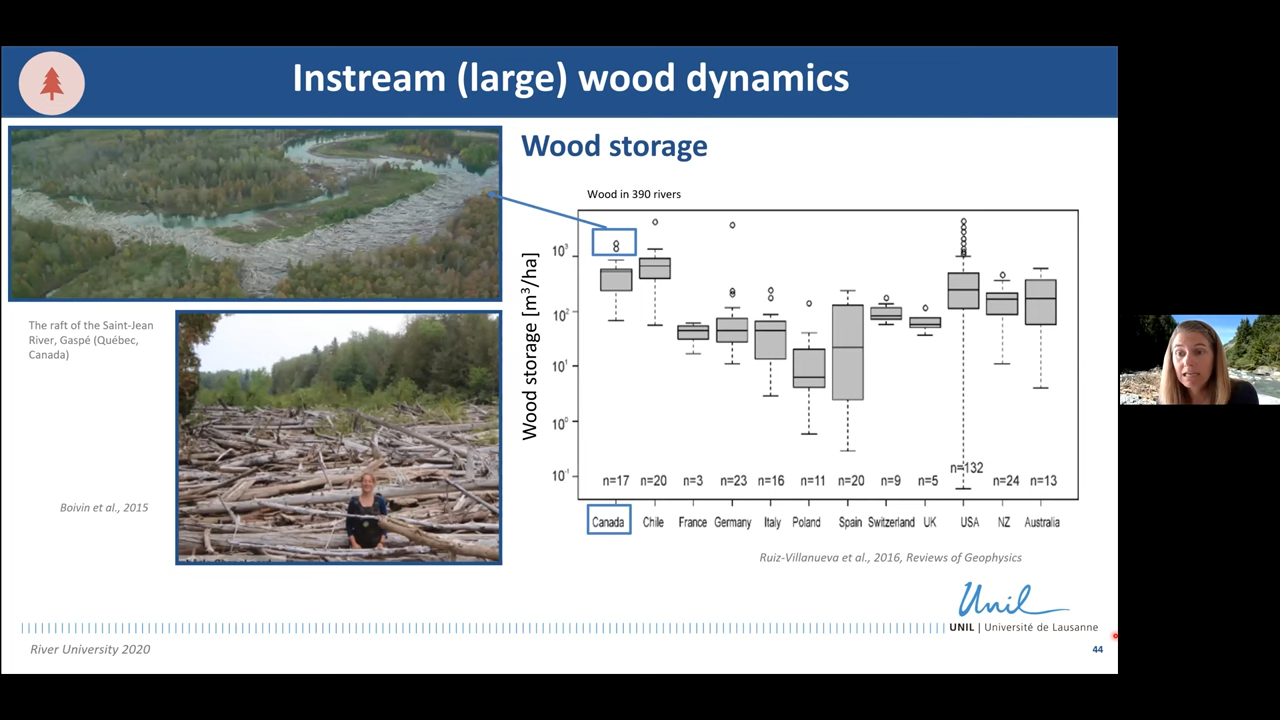 Instream (large) wood dynamics
Wood storage
Wood in 390 rivers
Wood storage [m³/ha]
10³
10²
10¹
10⁰
10⁻¹
n=17 n=20 n=3 n=23 n=16 n=11 n=20 n=9 n=5 n=132 n=24 n=13
Canada Chile France Germany Italy Poland Spain Switzerland UK USA NZ Australia
The raft of the Saint-Jean
River, Gaspé (Québec,
Canada)
Boivin et al., 2015
Ruiz-Villanueva et al., 2016, Reviews of Geophysics
Unil
UNIL | Université de Lausanne
River University 2020
44